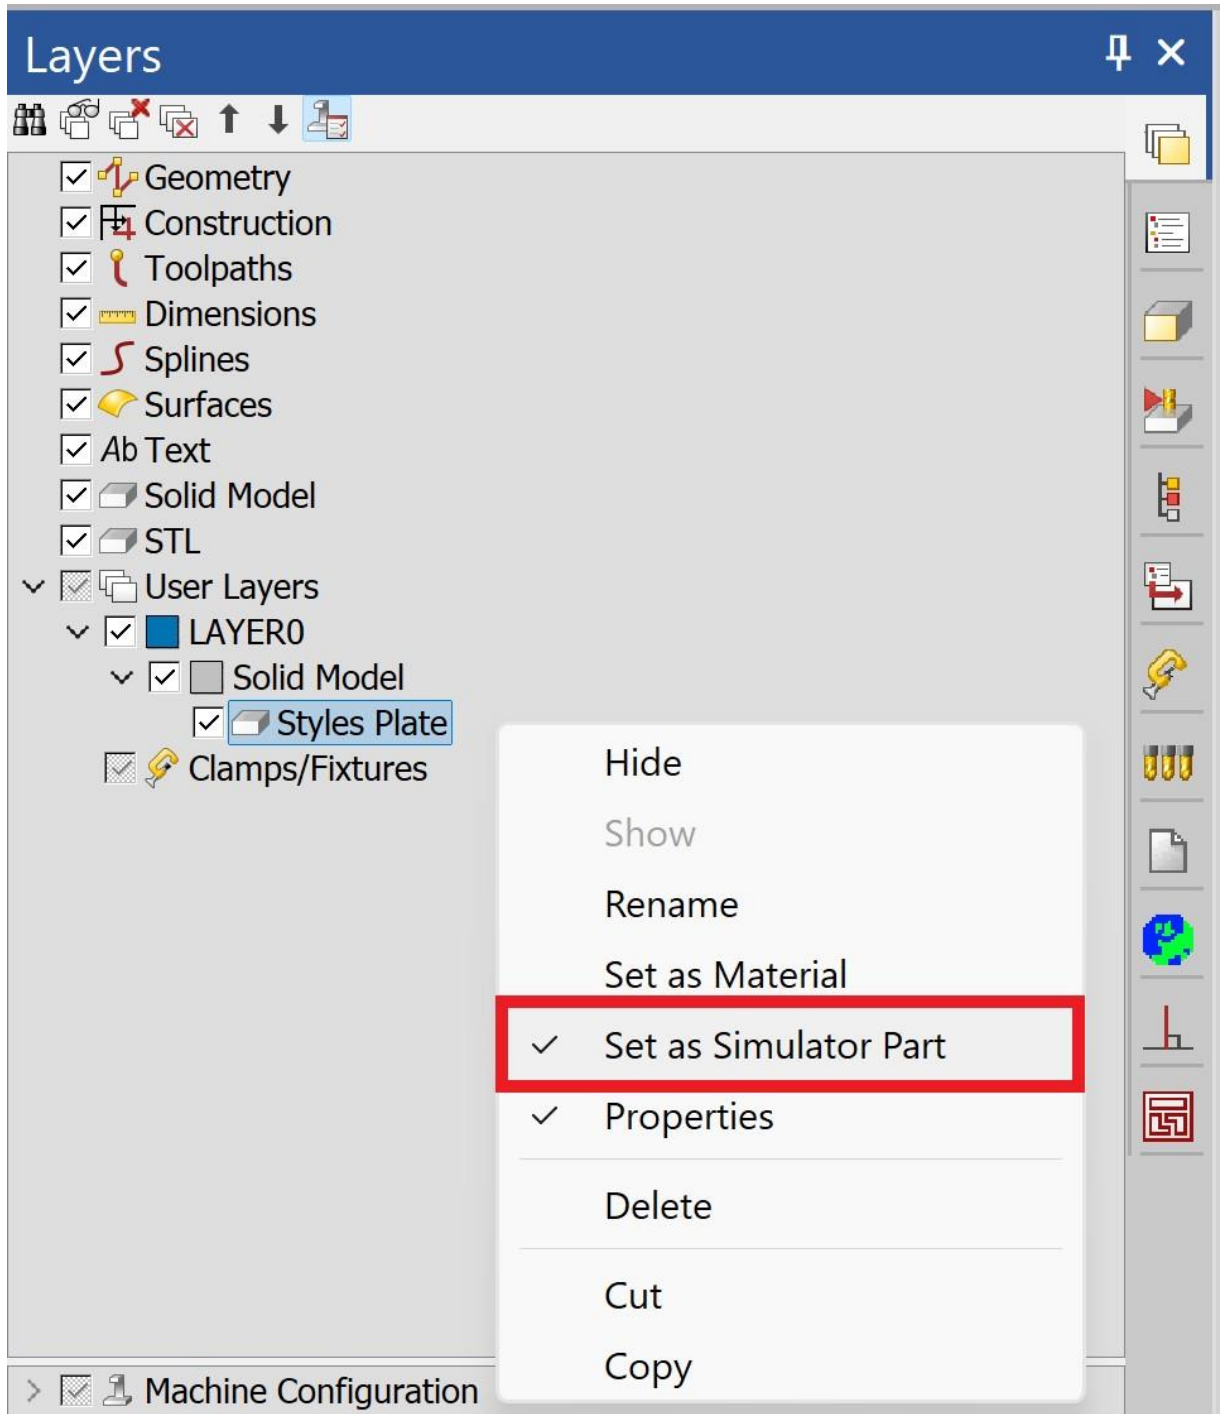 Layers
Geometry
Construction
Toolpaths
Dimensions
Splines
Surfaces
Ab Text
Solid Model
STL
User Layers
LAYER0
Solid Model
Styles Plate
Clamps/Fixtures
Hide
Show
Rename
Set as Material
Set as Simulator Part
Properties
Delete
Cut
Copy
Machine Configuration